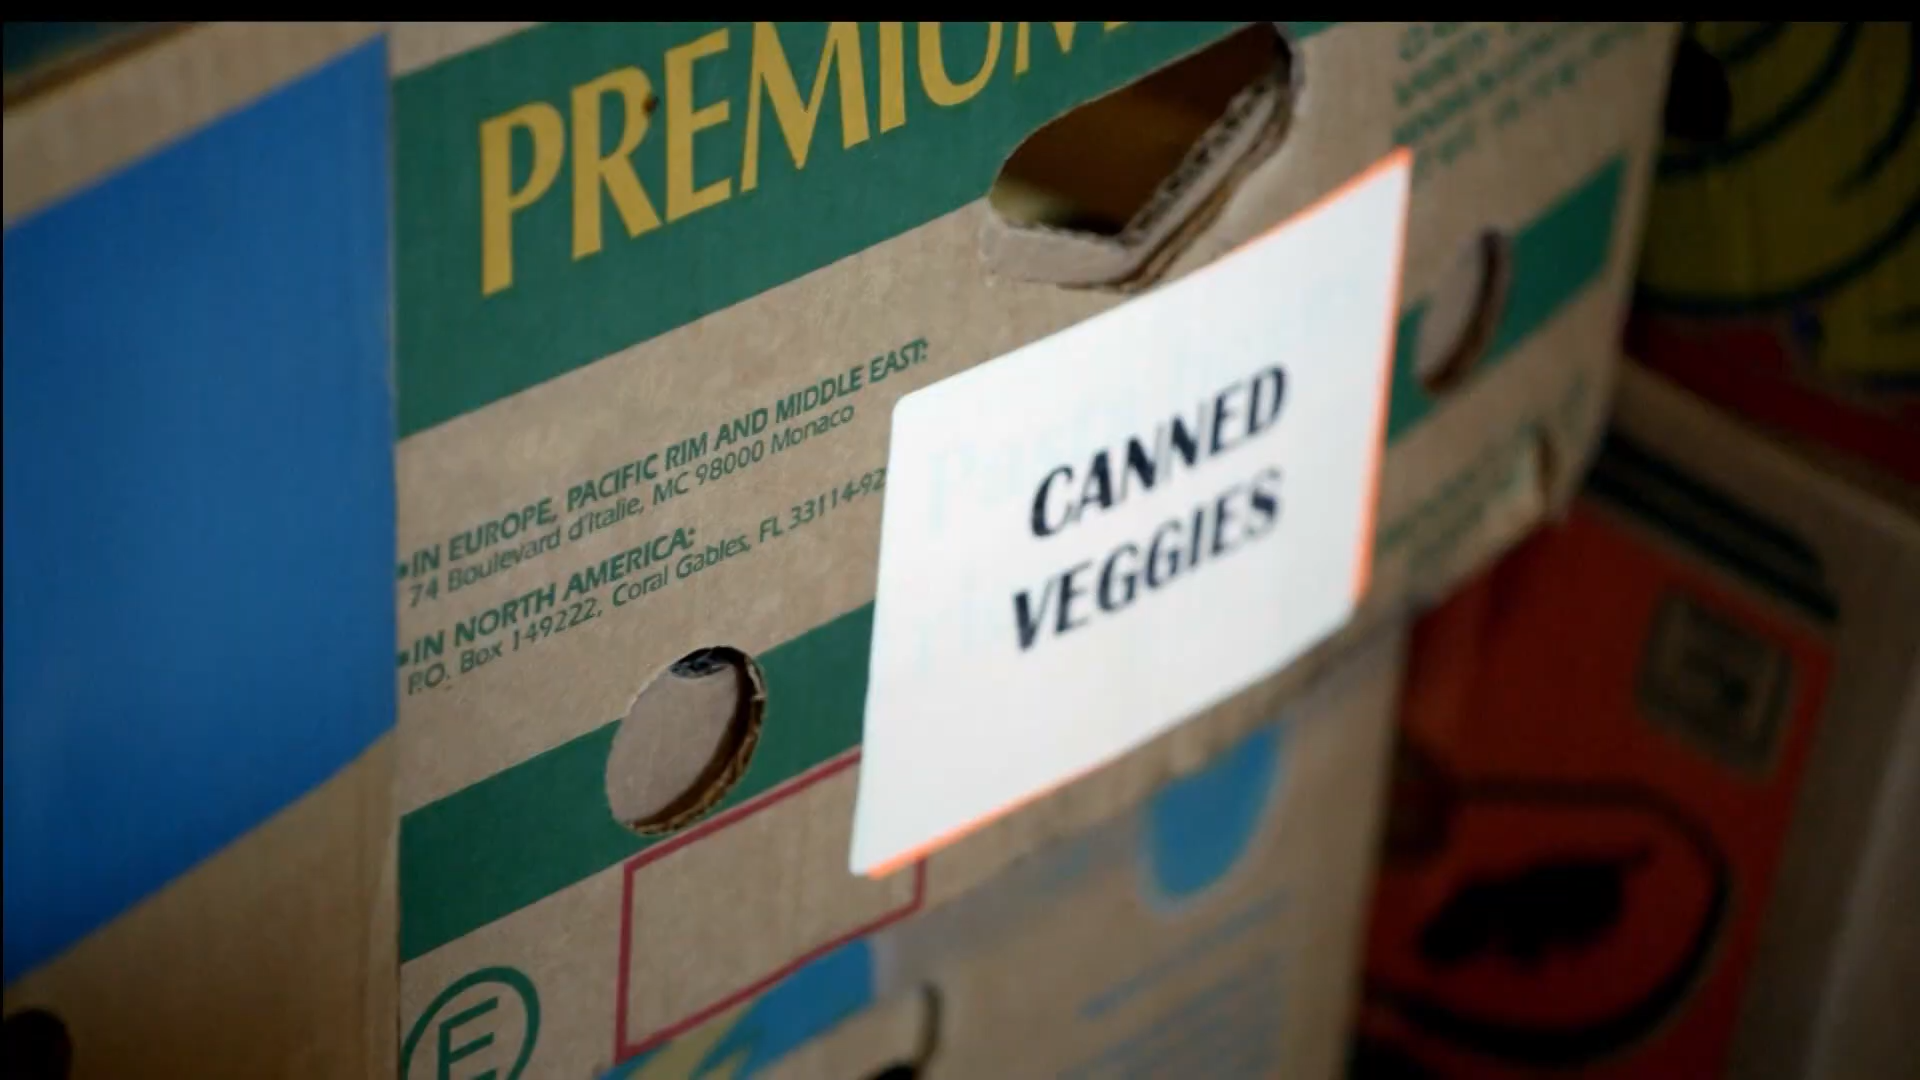 PREMIUM
•IN EUROPE, PACIFIC RIM AND MIDDLE EAST:
74 Boulevard d'Italie, MC 98000 Monaco
•IN NORTH AMERICA:
P.O. Box 149222, Coral Gables, FL 33114-92
CANNED
VEGGIES
E